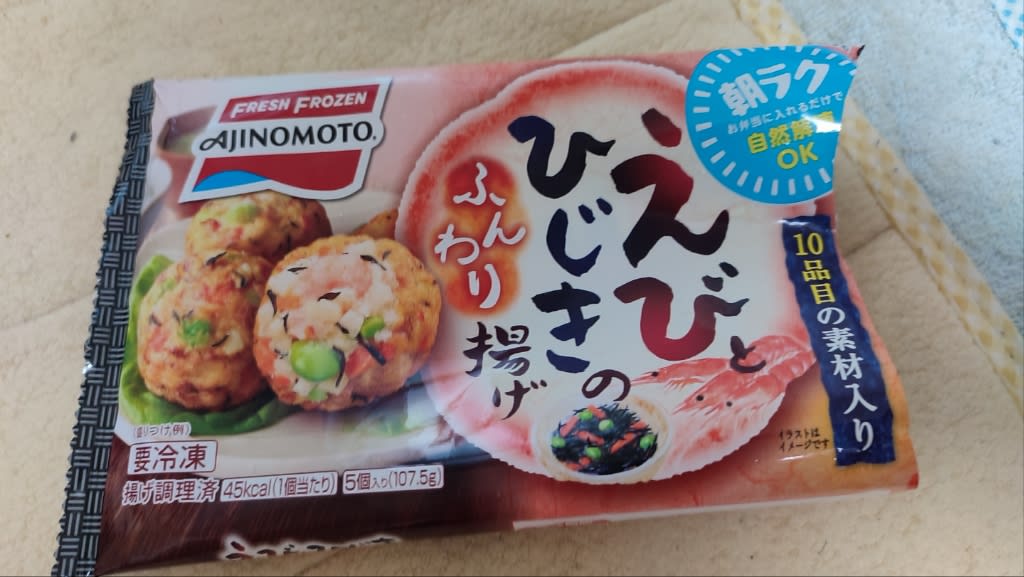 FRESH FROZEN
AJINOMOTO®
朝ラク
お弁当に入れるだけで
自然解凍
OK
えびと
ひじきの
ふんわり
揚げ
10品目の素材入り
イラストは
イメージです
(盛りつけ例)
要冷凍
揚げ調理済 45kcal(1個当たり) 5個入り(107.5g)